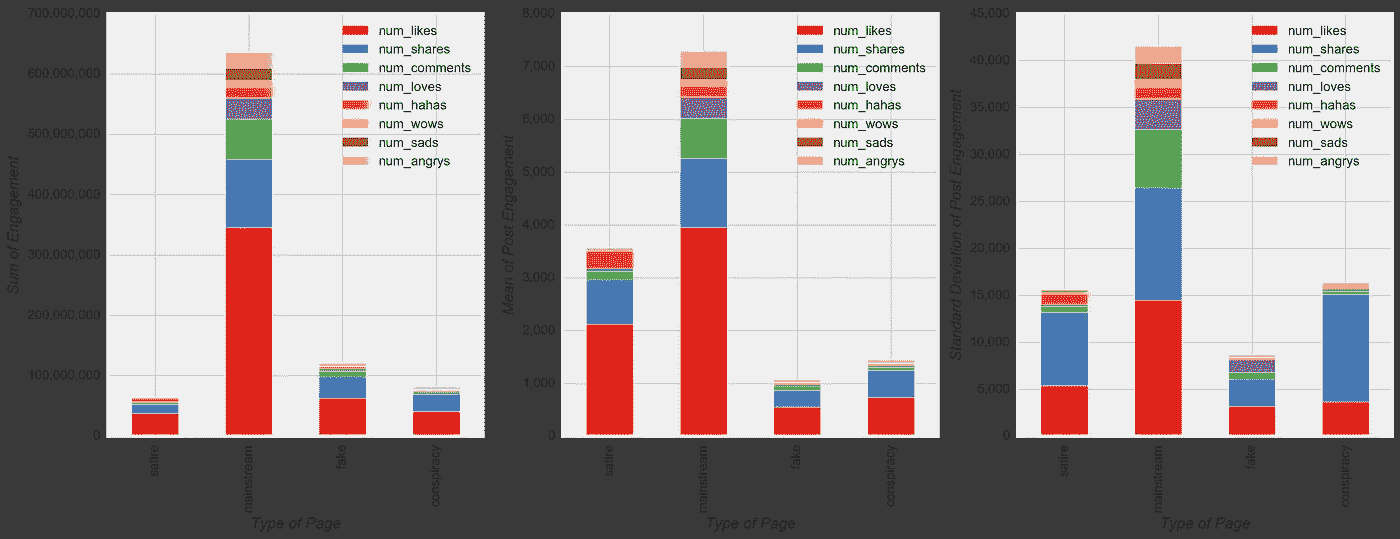 Sum of Engagement
700,000,000
600,000,000
500,000,000
400,000,000
300,000,000
200,000,000
100,000,000
0
num_likes
num_shares
num_comments
num_loves
num_hahas
num_wows
num_sads
num_angrys
satire
mainstream
fake
conspiracy
Type of Page
Mean of Post Engagement
8,000
7,000
6,000
5,000
4,000
3,000
2,000
1,000
0
num_likes
num_shares
num_comments
num_loves
num_hahas
num_wows
num_sads
num_angrys
satire
mainstream
fake
conspiracy
Type of Page
Standard Deviation of Post Engagement
45,000
40,000
35,000
30,000
25,000
20,000
15,000
10,000
5,000
0
num_likes
num_shares
num_comments
num_loves
num_hahas
num_wows
num_sads
num_angrys
satire
mainstream
fake
conspiracy
Type of Page